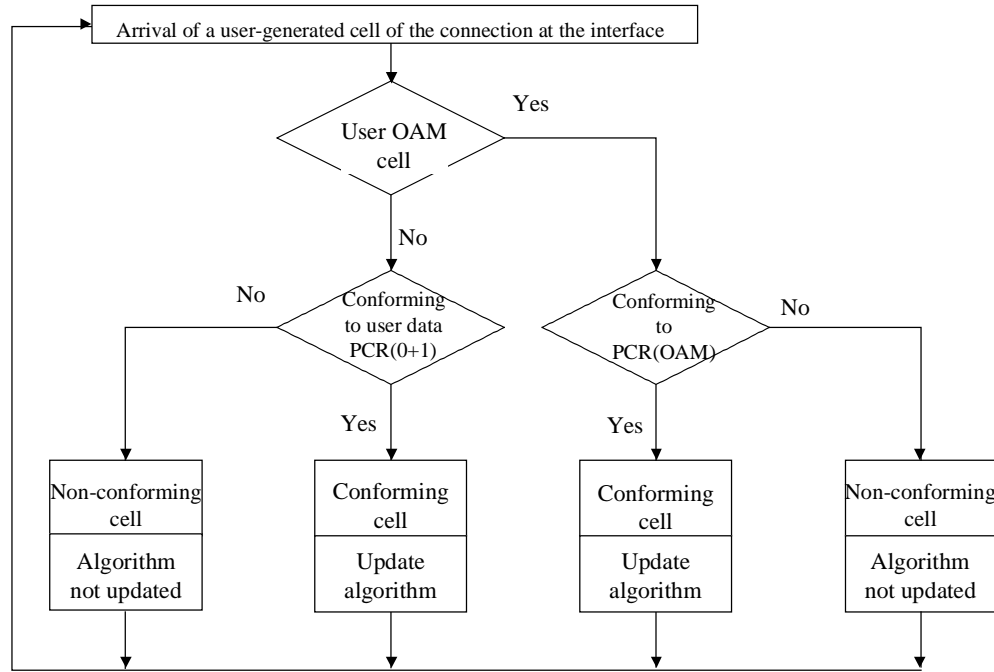 Arrival of a user-generated cell of the connection at the interface
Yes
User OAM
cell
No
No
Conforming
to user data
PCR(0+1)
Conforming
to
PCR(OAM)
No
Yes
Yes
Non-conforming
cell
Algorithm
not updated
Conforming
cell
Update
algorithm
Conforming
cell
Update
algorithm
Non-conforming
cell
Algorithm
not updated